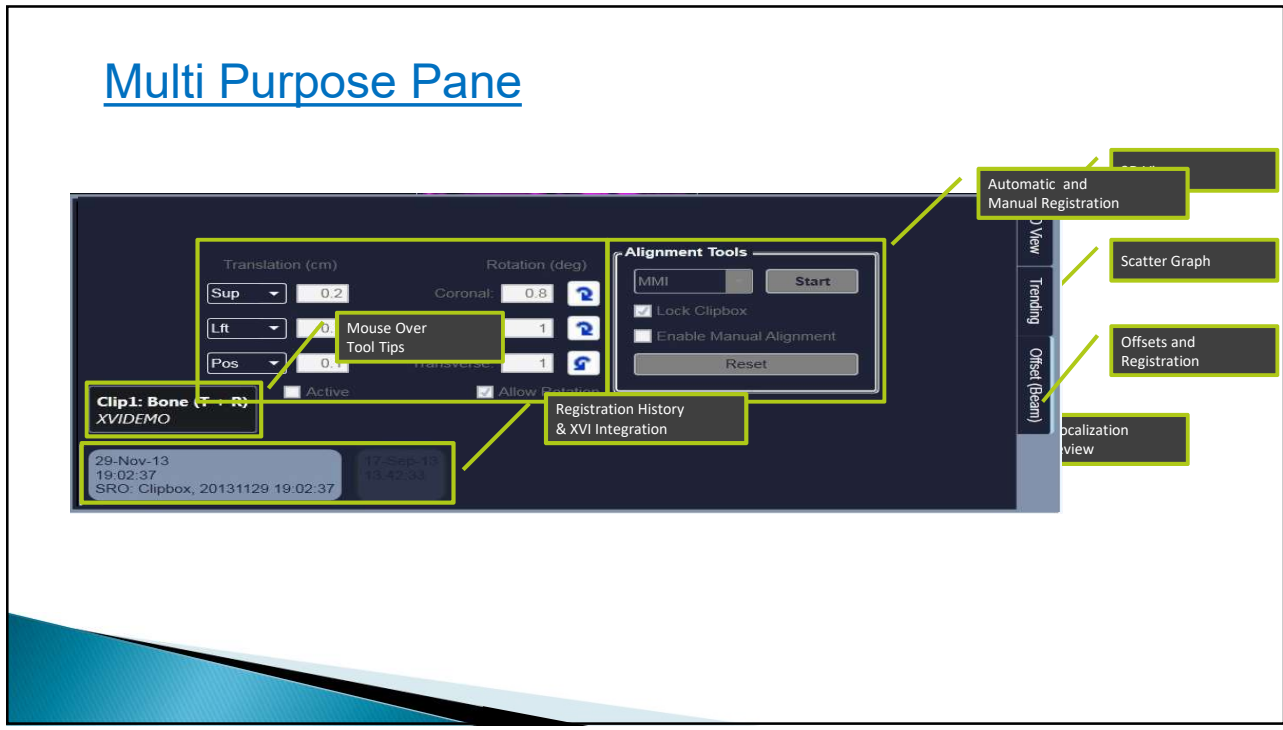 Multi Purpose Pane
Automatic and
Manual Registration
View
Translation (cm)
Rotation (deg)
Alignment Tools
Scatter Graph
Sup
0.2
Coronal:
0.8
MMI
Start
Lock Clipbox
Trending
Lft
Mouse Over
Tool Tips
1
Enable Manual Alignment
Offsets and
Registration
Pos
0.1
Transverse:
1
Reset
Offset (Beam)
Active
Allow Rotation
Clip1: Bone (T + R)
XVIDEMO
Registration History
& XVI Integration
29-Nov-13
19:02:37
SRO: Clipbox, 20131129 19:02:37
17-Sep-13
13:42:33